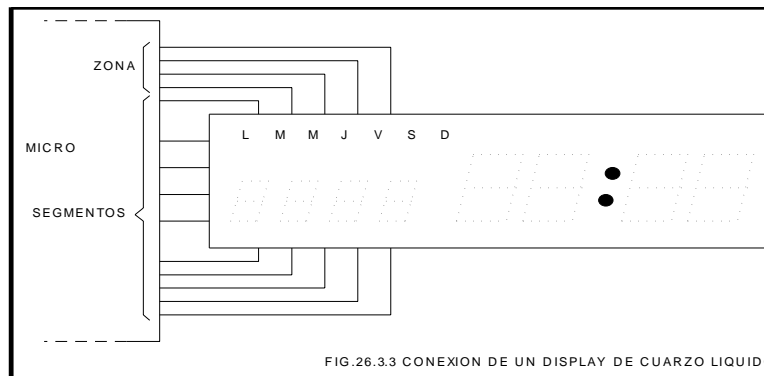 ZONA
L M M J V S D
MICRO
SEGMENTOS
FIG.26.3.3 CONEXION DE UN DISPLAY DE CUARZO LIQUID